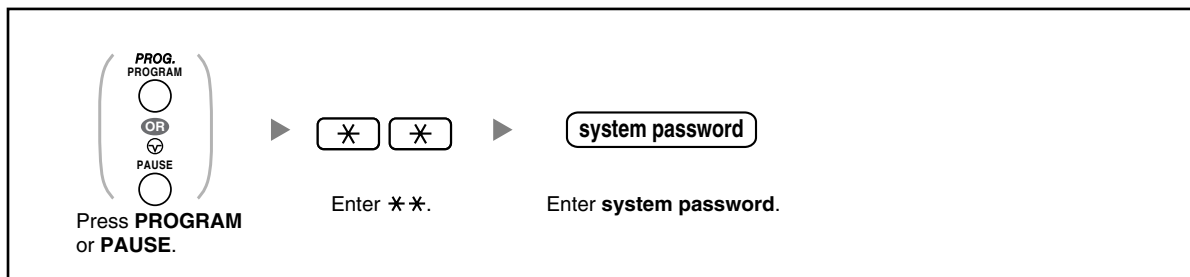 PROG.
PROGRAM
OR
PAUSE
Press PROGRAM
or PAUSE.
＊ ＊
Enter ＊＊.
system password
Enter system password.